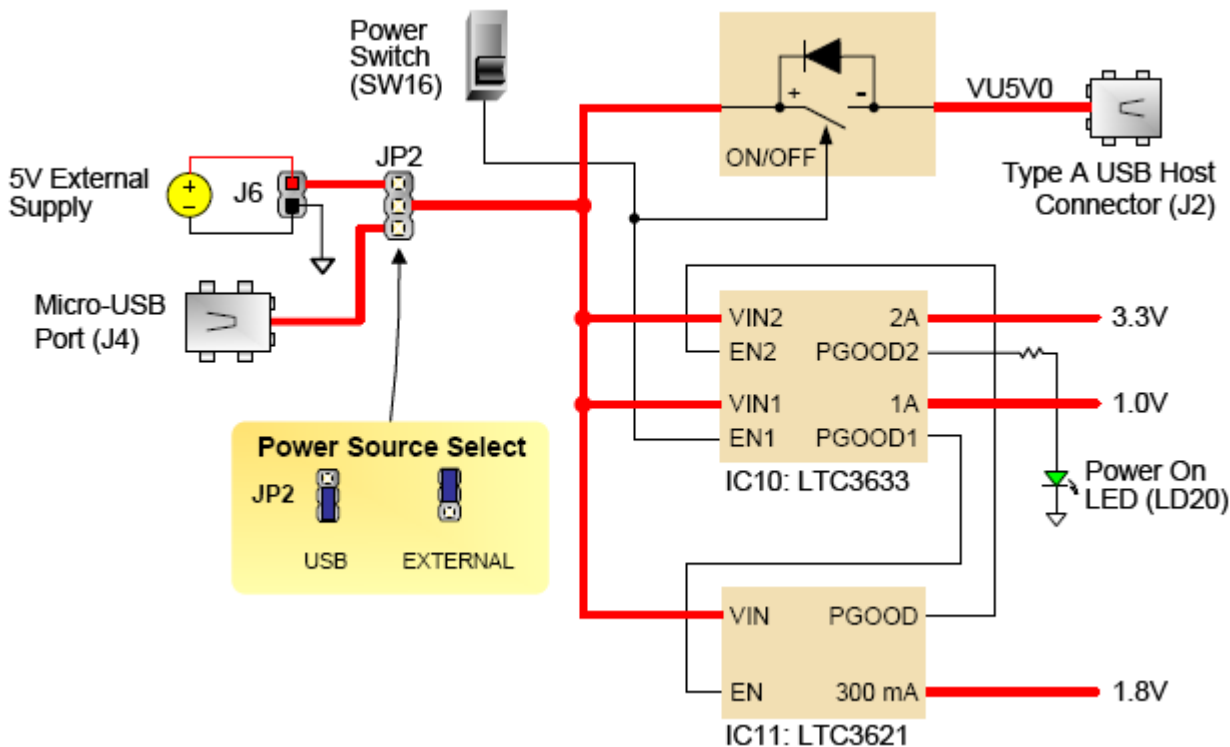 Power
Switch
(SW16)
5V External
Supply
J6
JP2
Micro-USB
Port (J4)
Power Source Select
JP2
USB
EXTERNAL
+
-
ON/OFF
VU5V0
Type A USB Host
Connector (J2)
VIN2
2A
3.3V
EN2
PGOOD2
VIN1
1A
1.0V
EN1
PGOOD1
IC10: LTC3633
Power On
LED (LD20)
VIN
PGOOD
EN
300 mA
1.8V
IC11: LTC3621